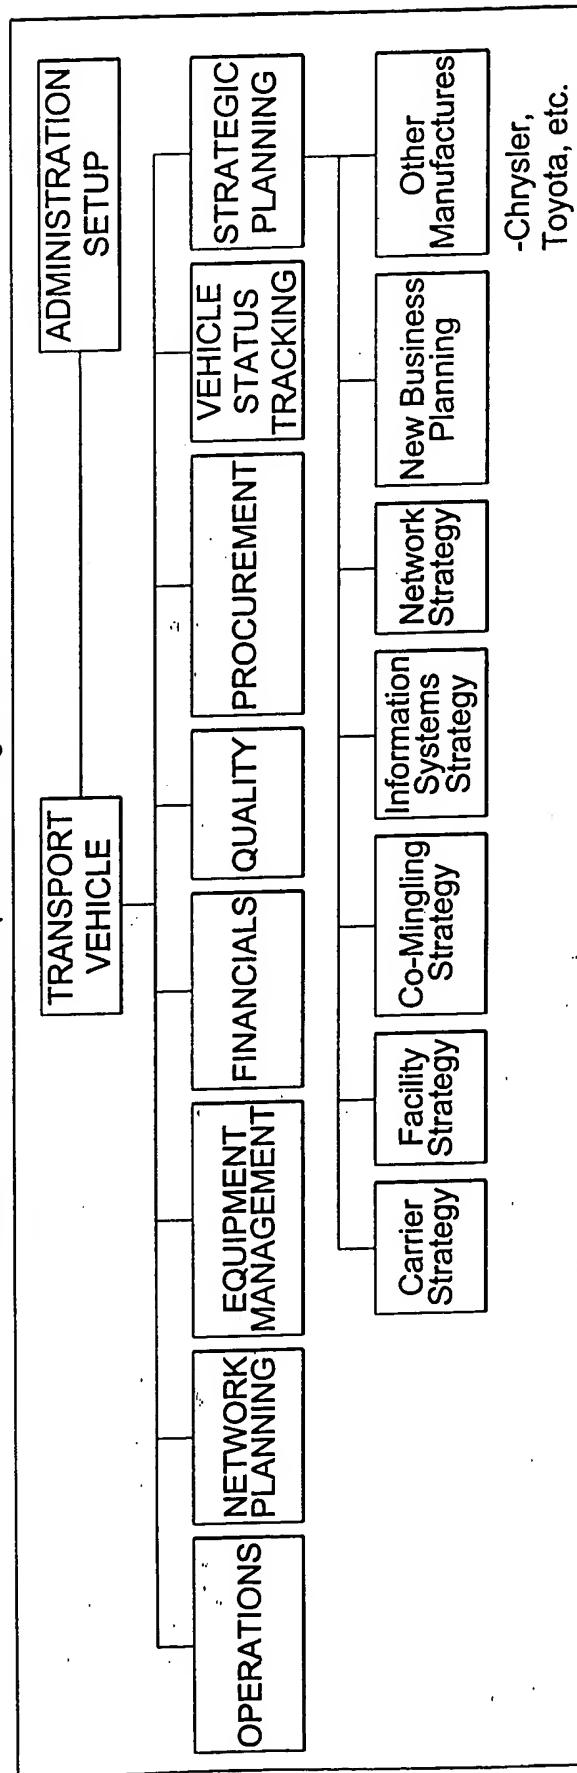 TRANSPORT
VEHICLE
ADMINISTRATION
SETUP
OPERATIONS
NETWORK
PLANNING
EQUIPMENT
MANAGEMENT
FINANCIALS
QUALITY
PROCUREMENT
VEHICLE
STATUS
TRACKING
STRATEGIC
PLANNING
Carrier
Strategy
Facility
Strategy
Co-Mingling
Strategy
Information
Systems
Strategy
Network
Strategy
New Business
Planning
Other
Manufactures
-Chrysler,
Toyota, etc.